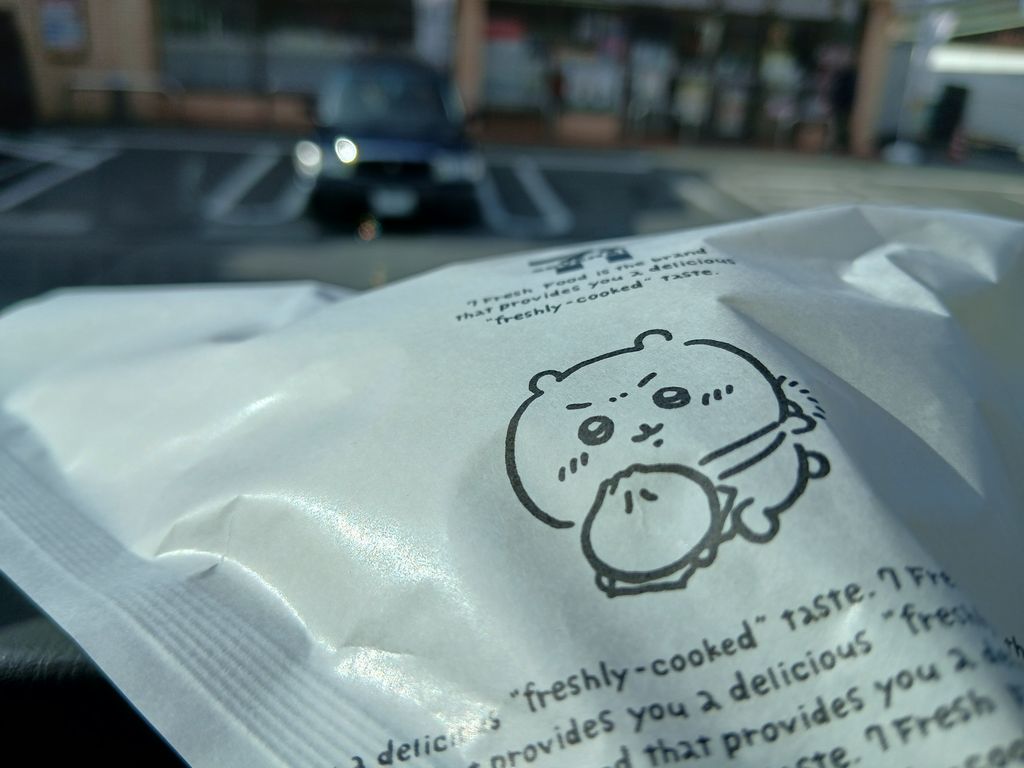 7 Fresh Food is the brand
that provides you a delicious
"freshly-cooked" taste.
"freshly-cooked" taste. 7 Fre
a delicious "fresh
provides you a delicious
that provides you a
taste. 7 Fresh